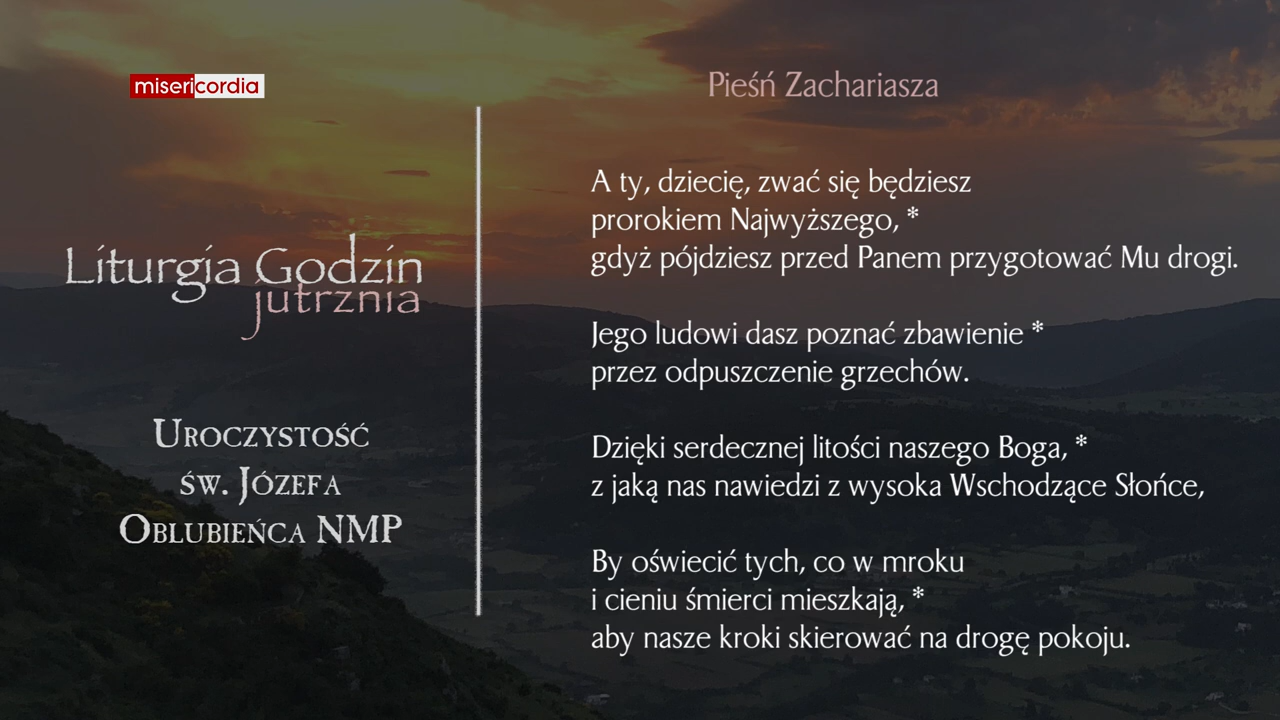 misericordia
Liturgia Godzin
jutrznia
Uroczystość
św. Józefa
Oblubieńca NMP
Pieśń Zachariasza
A ty, dziecię, zwać się będziesz
prorokiem Najwyższego, *
gdyż pójdziesz przed Panem przygotować Mu drogi.
Jego ludowi dasz poznać zbawienie *
przez odpuszczenie grzechów.
Dzięki serdecznej litości naszego Boga, *
z jaką nas nawiedzi z wysoka Wschodzące Słońce,
By oświecić tych, co w mroku
i cieniu śmierci mieszkają, *
aby nasze kroki skierować na drogę pokoju.